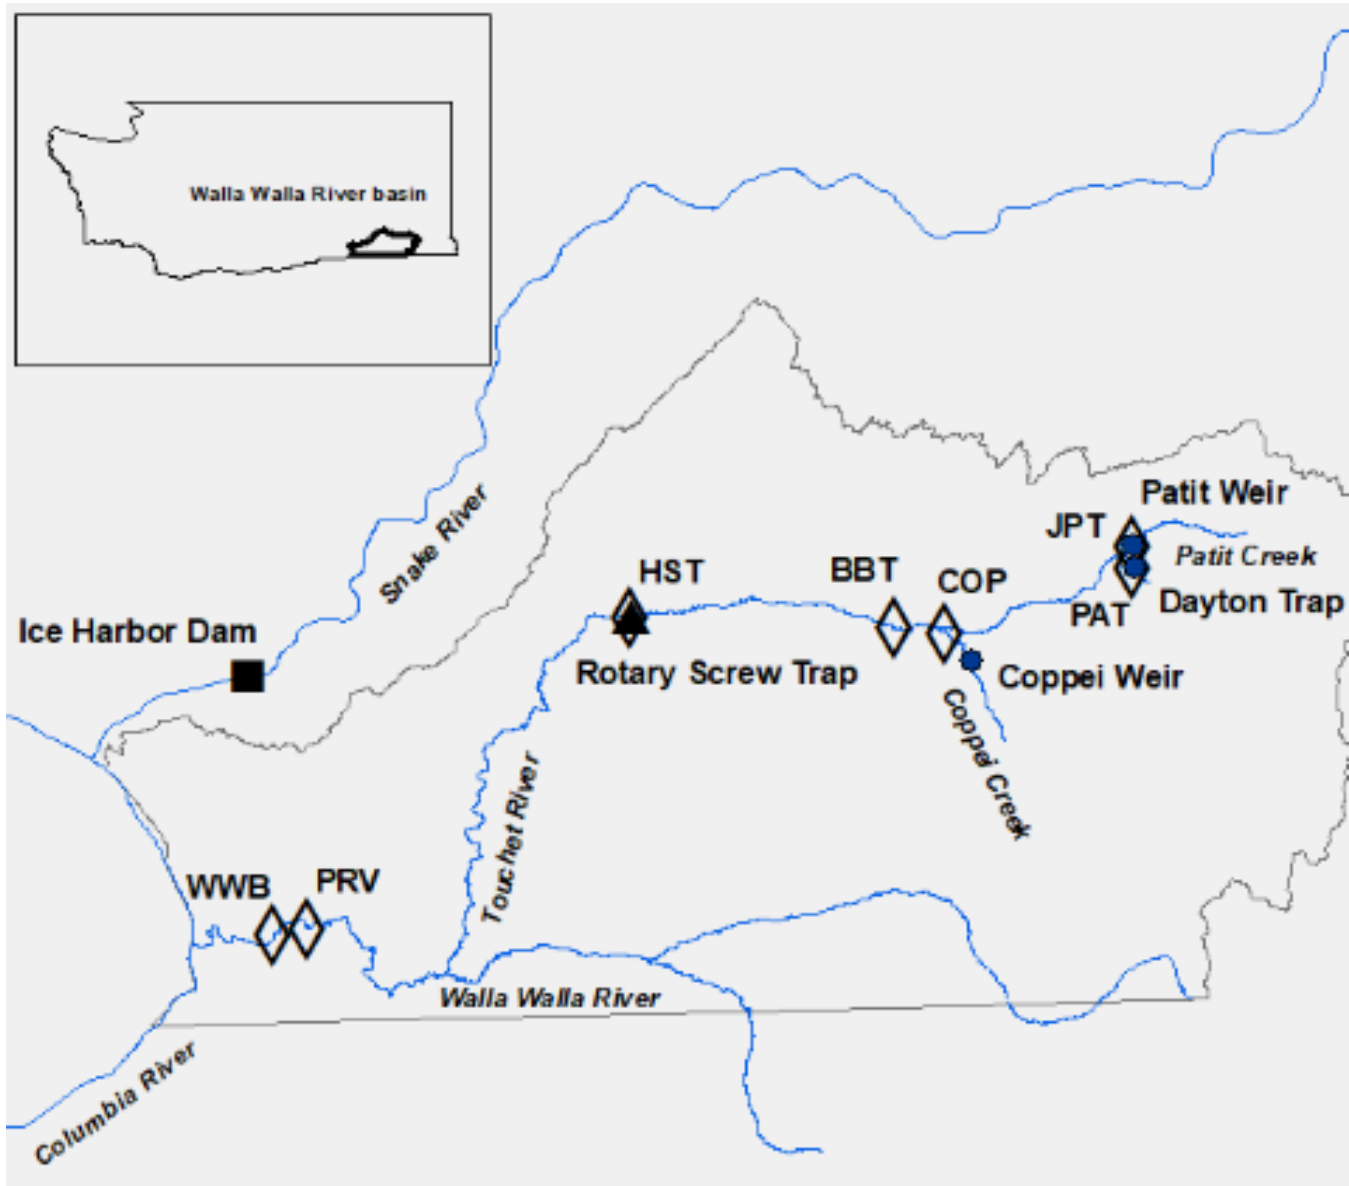 Walla Walla River basin
Snake River
Patit Weir
JPT
Patit Creek
HST
BBT
COP
PAT
Dayton Trap
Ice Harbor Dam
Rotary Screw Trap
Coppei Weir
Coppei Creek
Touchet River
WWB
PRV
Walla Walla River
Columbia River